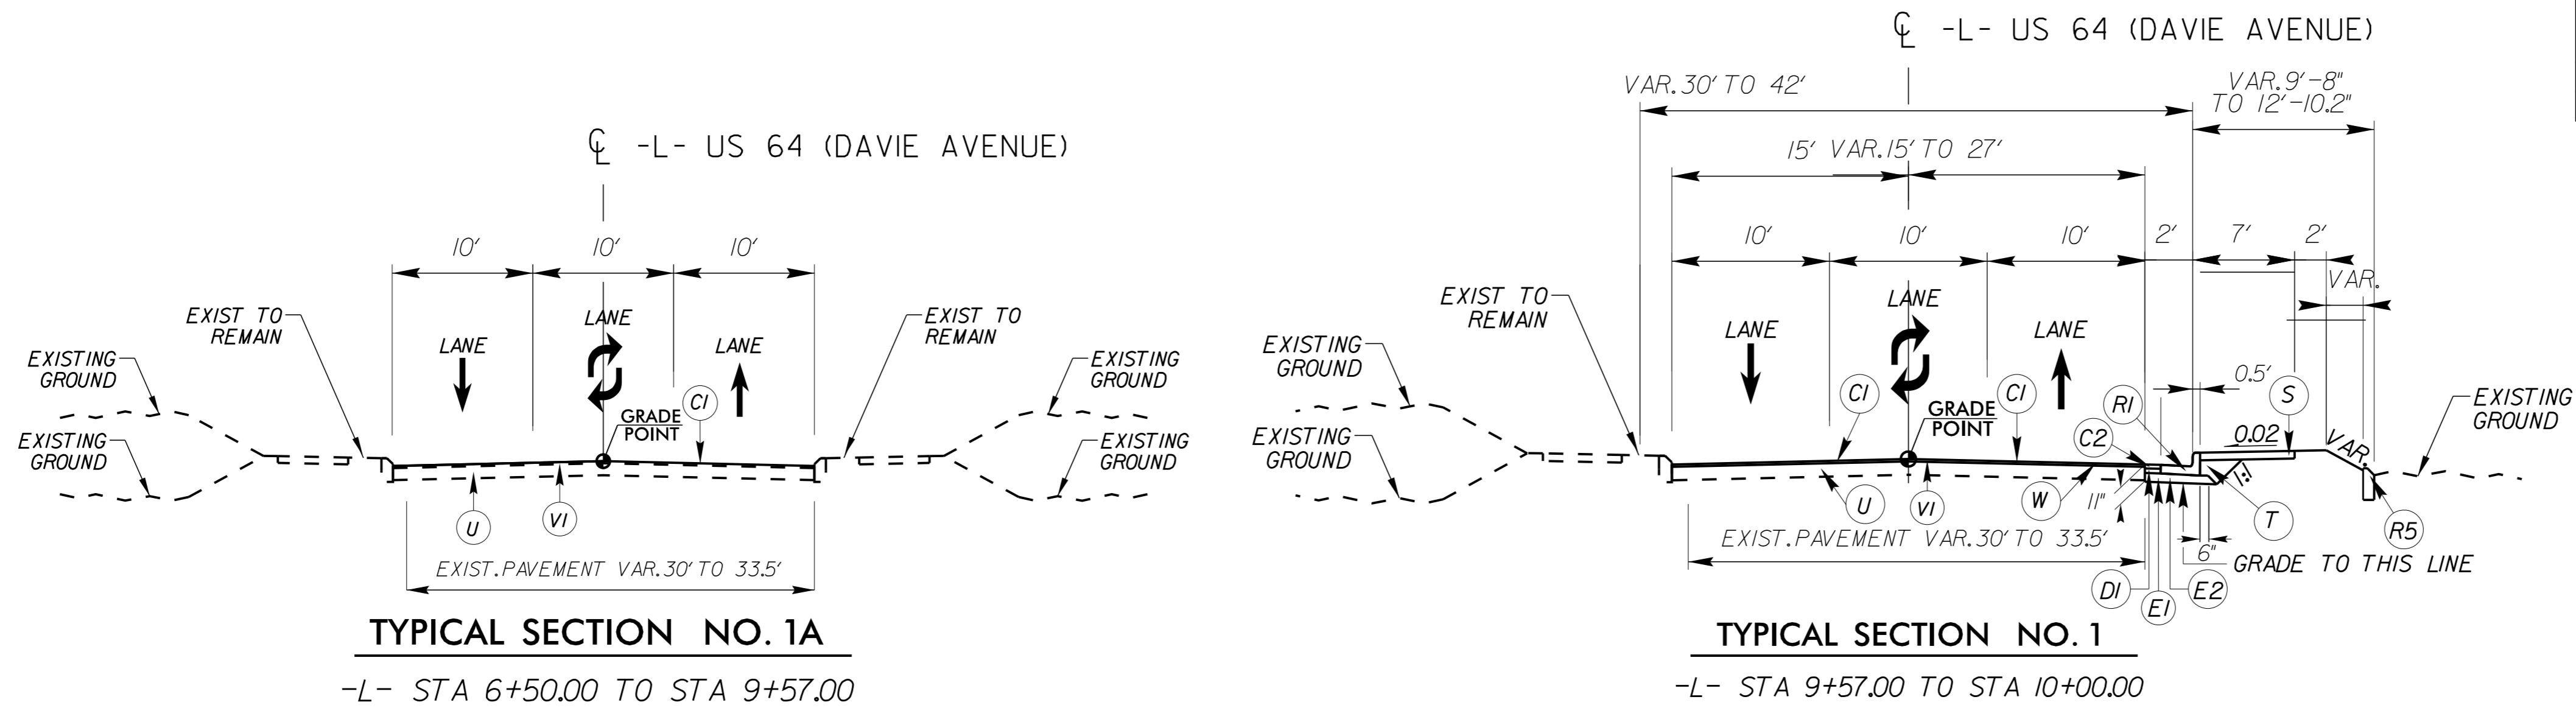 ℄ -L- US 64 (DAVIE AVENUE)
10' 10' 10'
EXIST TO
REMAIN
LANE
LANE
LANE
EXIST TO
REMAIN
EXISTING
GROUND
EXISTING
GROUND
EXISTING
GROUND
EXISTING
GROUND
C1
GRADE
POINT
U
V1
EXIST. PAVEMENT VAR. 30' TO 33.5'
TYPICAL SECTION NO. 1A
-L- STA 6+50.00 TO STA 9+57.00
℄ -L- US 64 (DAVIE AVENUE)
VAR. 30' TO 42'
VAR. 9'-8"
TO 12'-10.2"
15' VAR. 15' TO 27'
10' 10' 10' 2' 7' 2'
VAR.
EXIST TO
REMAIN
LANE
LANE
LANE
EXISTING
GROUND
EXISTING
GROUND
0.5'
C1
C1
R1
S
EXISTING
GROUND
GRADE
POINT
C2
0.02
VAR.
U
V1
W
11"
T
R5
6"
EXIST. PAVEMENT VAR. 30' TO 33.5'
GRADE TO THIS LINE
D1
E1
E2
TYPICAL SECTION NO. 1
-L- STA 9+57.00 TO STA 10+00.00